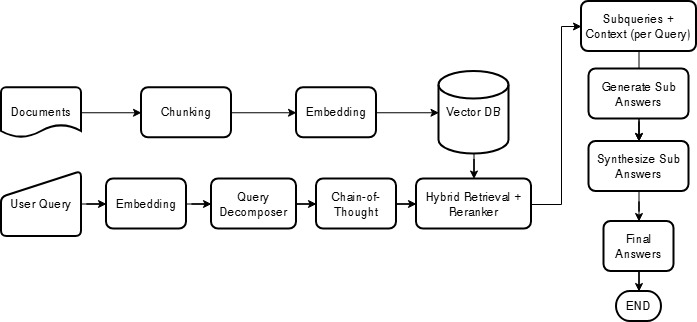 Subqueries +
Context (per Query)
Documents
Chunking
Embedding
Vector DB
Generate Sub
Answers
Synthesize Sub
Answers
User Query
Embedding
Query
Decomposer
Chain-of-
Thought
Hybrid Retrieval +
Reranker
Final
Answers
END